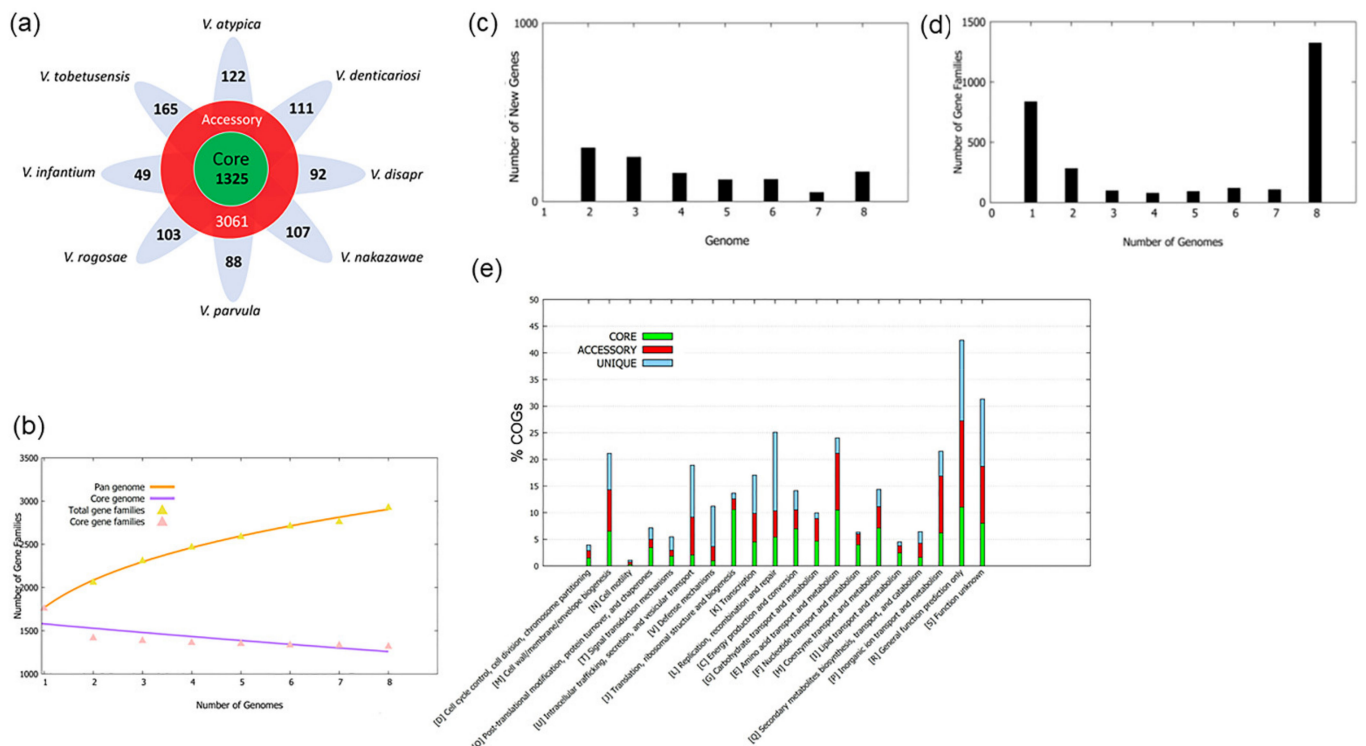 (a)
V. atypica
V. tobetusensis
V. denticariosi
122
165
111
Accessory
Core
1325
V. infantium
49
92
V. disapr
3061
103
107
88
V. rogosae
V. nakazawae
V. parvula
(b)
Number of Gene Families
3500
3000
2500
2000
1500
1000
Pan genome
Core genome
Total gene families
Core gene families
1 2 3 4 5 6 7 8
Number of Genomes
(c)
Number of New Genes
1000
0
1 2 3 4 5 6 7 8
Genome
(d)
Number of Gene Families
1500
1000
500
0
0 1 2 3 4 5 6 7 8
Number of Genomes
(e)
% COGs
50
45
40
35
30
25
20
15
10
5
0
CORE
ACCESSORY
UNIQUE
[D] Cell cycle control, cell division, chromosome partitioning
[M] Cell wall/membrane/envelope biogenesis
[N] Cell motility
[O] Post-translational modification, protein turnover, and chaperones
[T] Signal transduction mechanisms
[U] Intracellular trafficking, secretion, and vesicular transport
[V] Defense mechanisms
[J] Translation, ribosomal structure and biogenesis
[K] Transcription
[L] Replication, recombination and repair
[C] Energy production and conversion
[G] Carbohydrate transport and metabolism
[E] Amino acid transport and metabolism
[F] Nucleotide transport and metabolism
[H] Coenzyme transport and metabolism
[I] Lipid transport and metabolism
[Q] Secondary metabolites biosynthesis, transport, and catabolism
[P] Inorganic ion transport and metabolism
[R] General function prediction only
[S] Function unknown